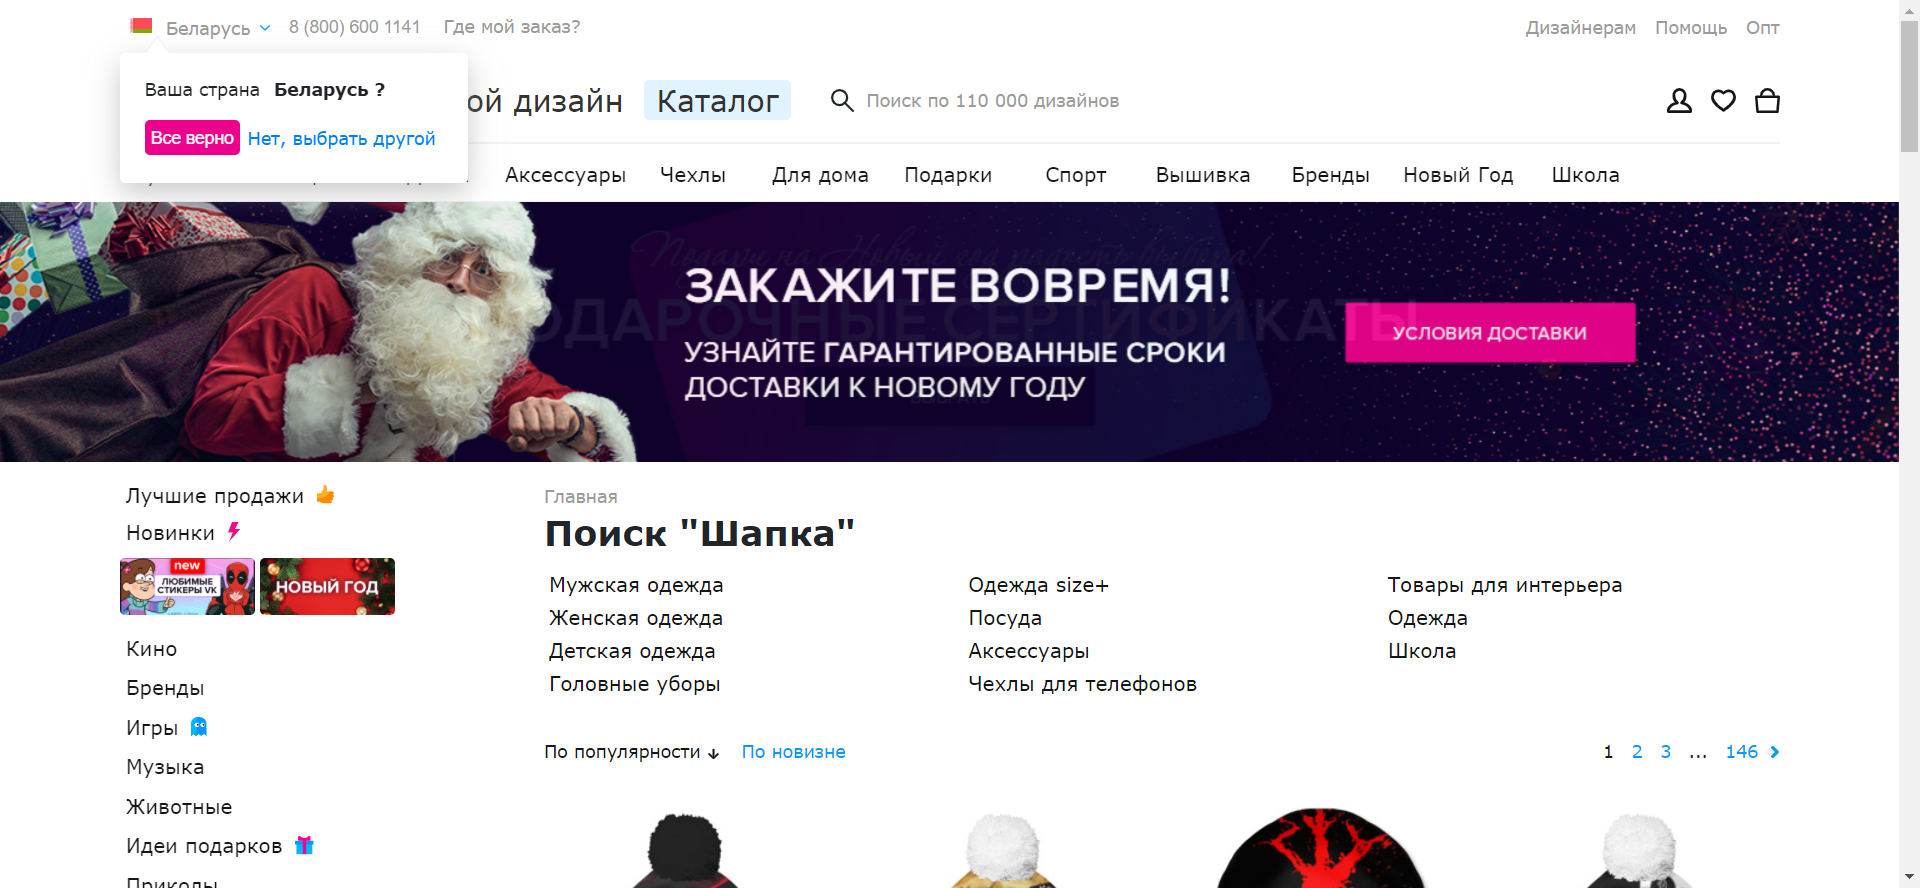 Беларусь
8 (800) 600 1141
Где мой заказ?
Дизайнерам
Помощь
Опт
Ваша страна Беларусь ?
Все верно
Нет, выбрать другой
ой дизайн
Каталог
Поиск по 110 000 дизайнов
Аксессуары
Чехлы
Для дома
Подарки
Спорт
Вышивка
Бренды
Новый Год
Школа
ЗАКАЖИТЕ ВОВРЕМЯ!
ПОДАРОЧНЫЕ СЕРТИФИКАТЫ
УЗНАЙТЕ ГАРАНТИРОВАННЫЕ СРОКИ
ДОСТАВКИ К НОВОМУ ГОДУ
УСЛОВИЯ ДОСТАВКИ
Лучшие продажи
Новинки
new
ЛЮБИМЫЕ
СТИКЕРЫ VK
НОВЫЙ ГОД
Кино
Бренды
Игры
Музыка
Животные
Идеи подарков
Приколы
Главная
Поиск "Шапка"
Мужская одежда
Женская одежда
Детская одежда
Головные уборы
Одежда size+
Посуда
Аксессуары
Чехлы для телефонов
Товары для интерьера
Одежда
Школа
По популярности
По новизне
1 2 3 ... 146